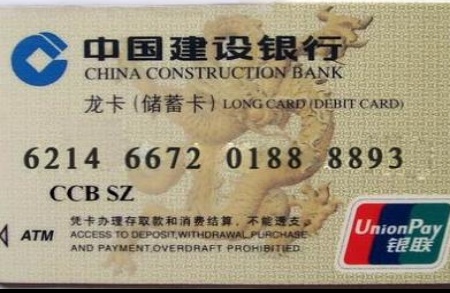 中国建设银行
CHINA CONSTRUCTION BANK
龙卡(储蓄卡) LONG CARD (DEBIT CARD)
6214 6672 0188 8893
CCB SZ
凭卡办理存取款和消费结算,不能透支。
ATM ACCESS TO DEPOSIT,WITHDRAWAL,PURCHASE
AND PAYMENT,OVERDRAFT PROHIBITIED.
UnionPay
银联